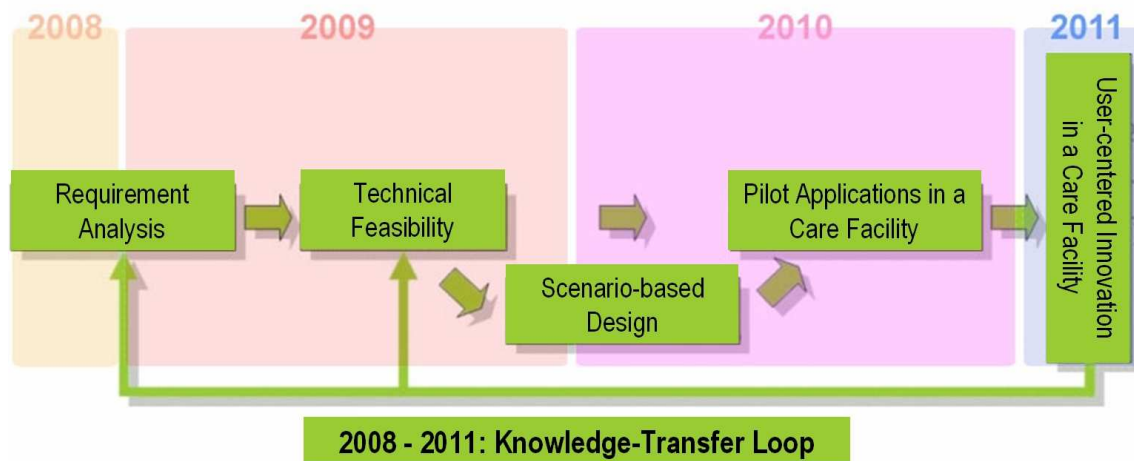 2008
2009
2010
2011
Requirement
Analysis
Technical
Feasibility
Scenario-based
Design
Pilot Applications in a
Care Facility
User-centered Innovation
in a Care Facility
2008 - 2011: Knowledge-Transfer Loop